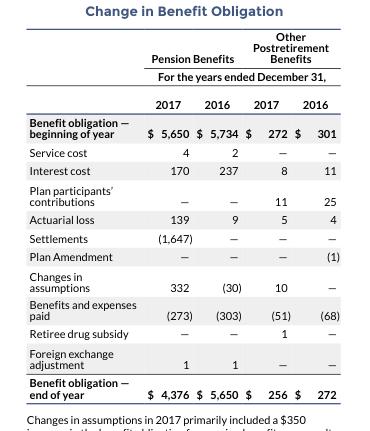 Change in Benefit Obligation
Other
Postretirement
Pension Benefits Benefits
For the years ended December 31,
2017 2016 2017 2016
Benefit obligation —
beginning of year $ 5,650 $ 5,734 $ 272 $ 301
Service cost 4 2 — —
Interest cost 170 237 8 11
Plan participants'
contributions — — 11 25
Actuarial loss 139 9 5 4
Settlements (1,647) — — —
Plan Amendment — — — (1)
Changes in
assumptions 332 (30) 10 —
Benefits and expenses
paid (273) (303) (51) (68)
Retiree drug subsidy — — 1 —
Foreign exchange
adjustment 1 1 — —
Benefit obligation —
end of year $ 4,376 $ 5,650 $ 256 $ 272
Changes in assumptions in 2017 primarily included a $350